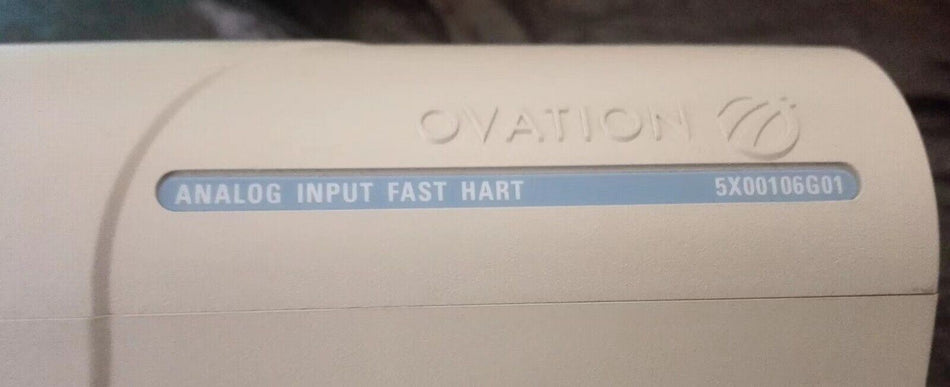 OVATION
ANALOG INPUT FAST HART 5X00106G01